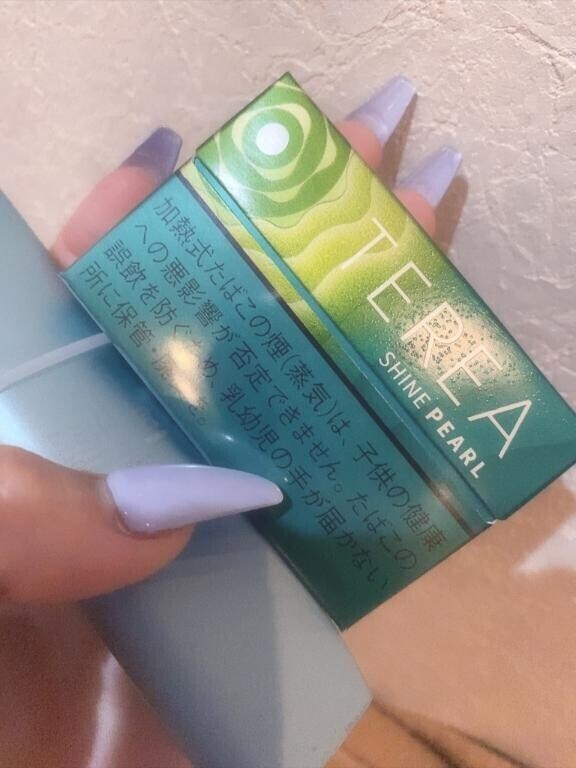 TEREA
SHINE PEARL
加熱式たばこの煙(蒸気)は、子供の健康
への悪影響が否定できません。たばこの
誤飲を防ぐため、乳幼児の手が届かない
所に保管・